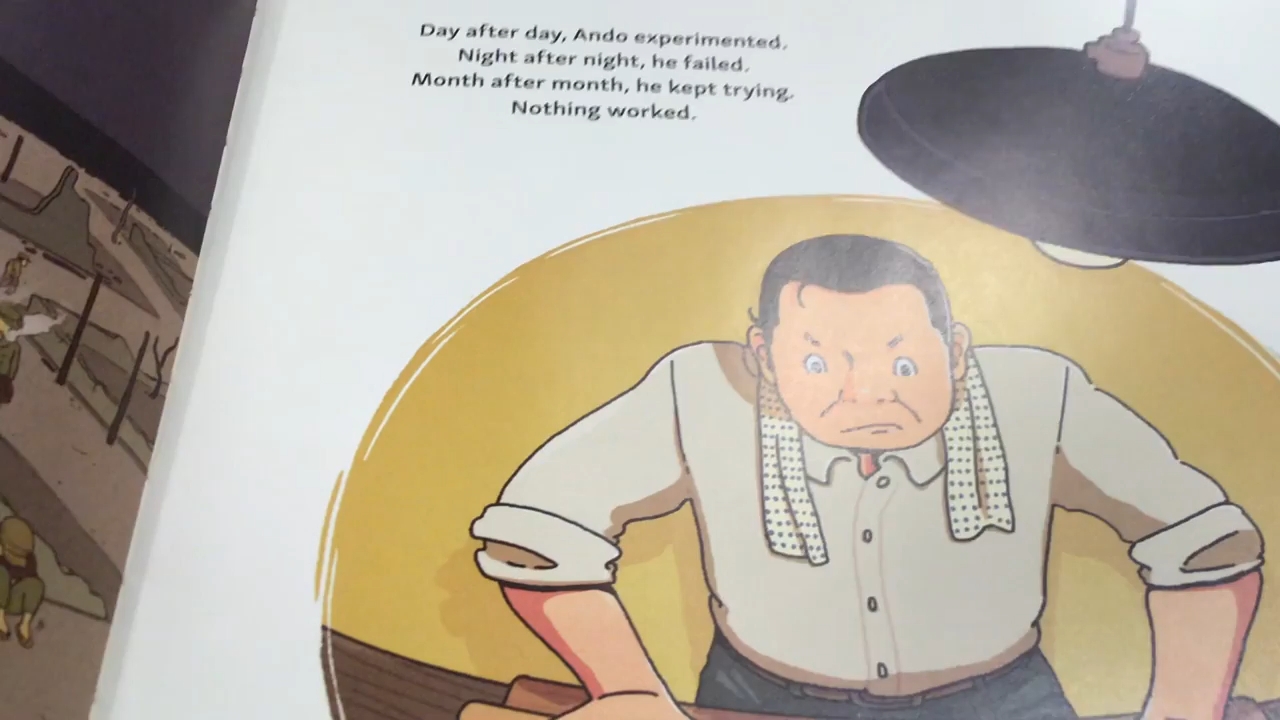 Day after day, Ando experimented.
Night after night, he failed.
Month after month, he kept trying.
Nothing worked.